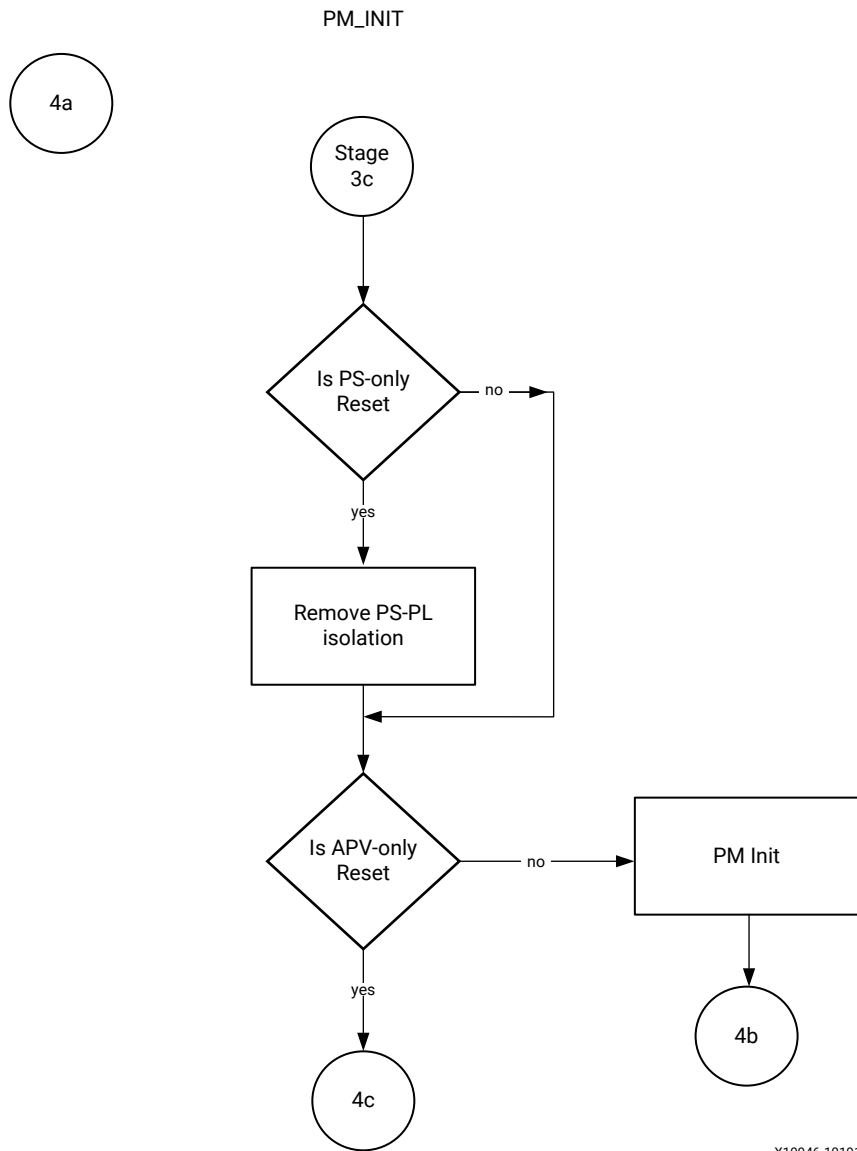 PM_INIT
4a
Stage
3c
Is PS-only
Reset
no
yes
Remove PS-PL
isolation
Is APV-only
Reset
no
PM Init
yes
4b
4c